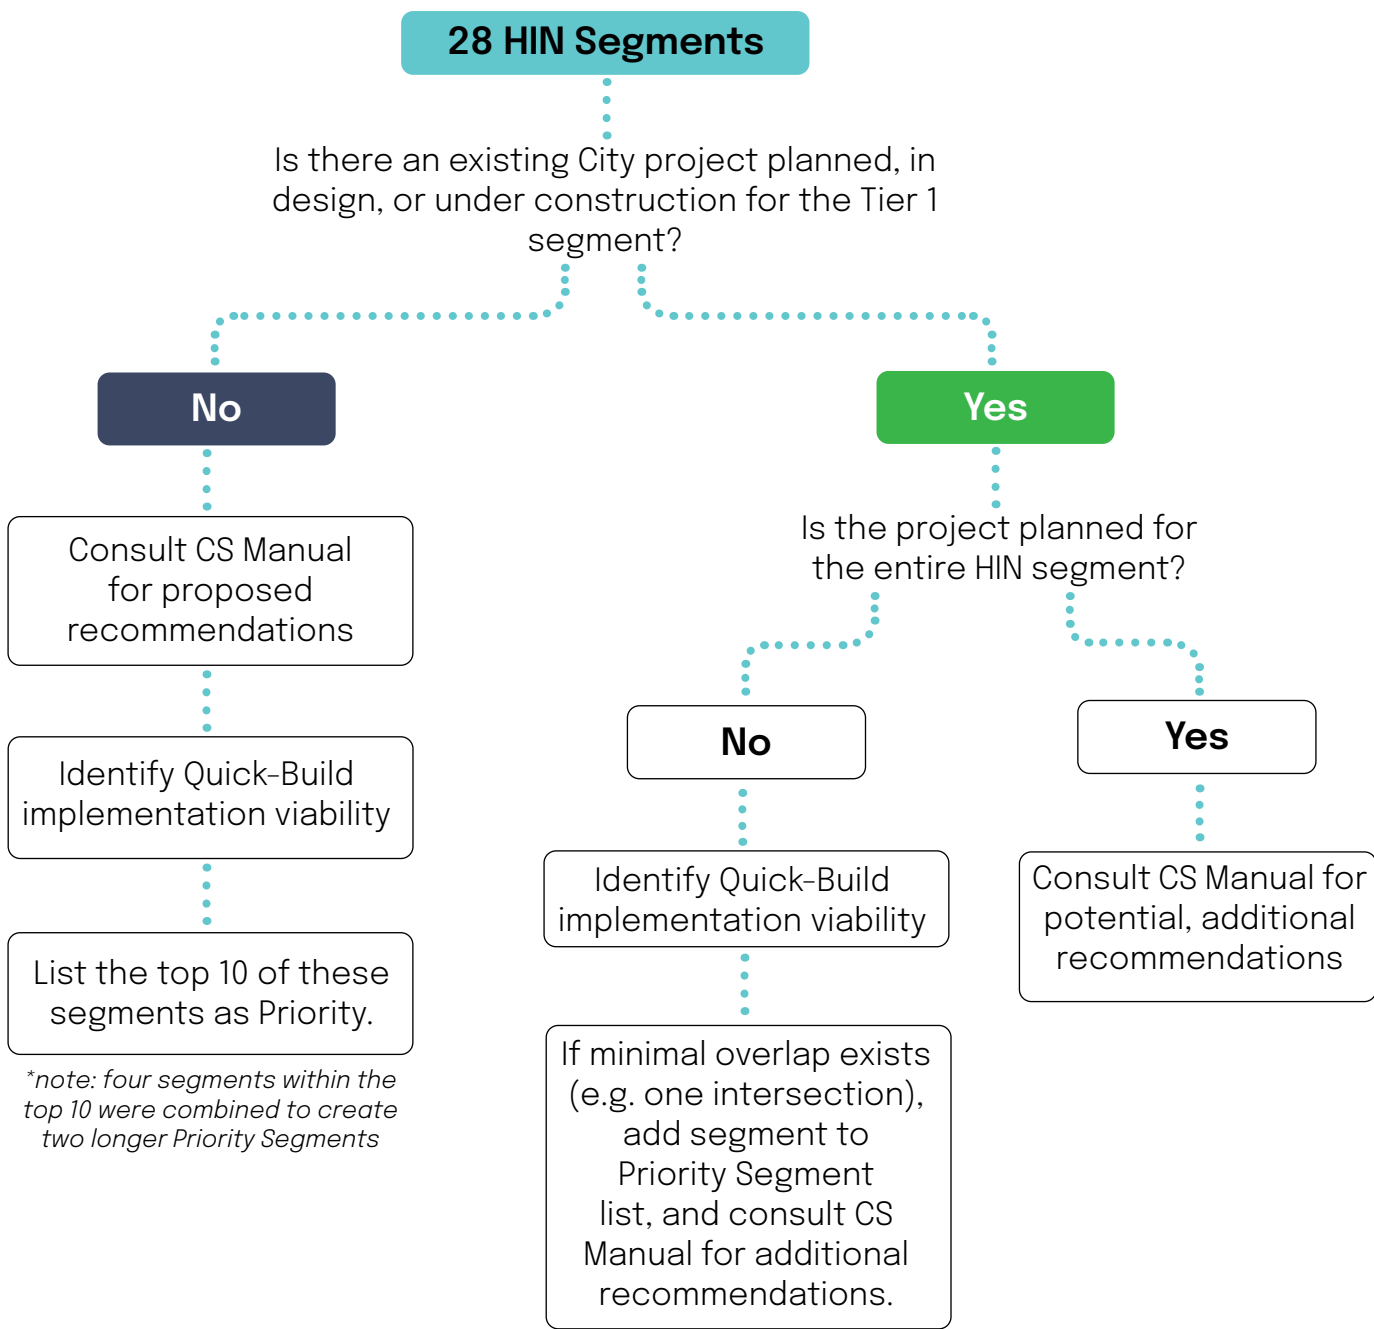 28 HIN Segments
Is there an existing City project planned, in
design, or under construction for the Tier 1
segment?
No
Consult CS Manual
for proposed
recommendations
Identify Quick-Build
implementation viability
List the top 10 of these
segments as Priority.
*note: four segments within the
top 10 were combined to create
two longer Priority Segments
Yes
Is the project planned for
the entire HIN segment?
No
Identify Quick-Build
implementation viability
If minimal overlap exists
(e.g. one intersection),
add segment to
Priority Segment
list, and consult CS
Manual for additional
recommendations.
Yes
Consult CS Manual for
potential, additional
recommendations